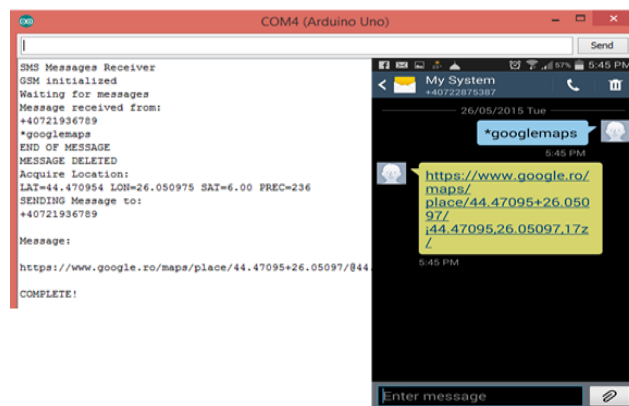 COM4 (Arduino Uno)
Send
SMS Messages Receiver
GSM initialized
Waiting for messages
Message received from:
+40721936789
*googlemaps
END OF MESSAGE
MESSAGE DELETED
Acquire Location:
LAT=44.470954 LON=26.050975 SAT=6.00 PREC=236
SENDING Message to:
+40721936789
Message:
https://www.google.ro/maps/place/44.47095+26.05097/@44.
COMPLETE!
57% 5:45 PM
My System
+40722875387
26/05/2015 Tue
*googlemaps
5:45 PM
https://www.google.ro/
maps/
place/44.47095+26.050
97/
¡44.47095,26.05097,17z
/
5:45 PM
Enter message